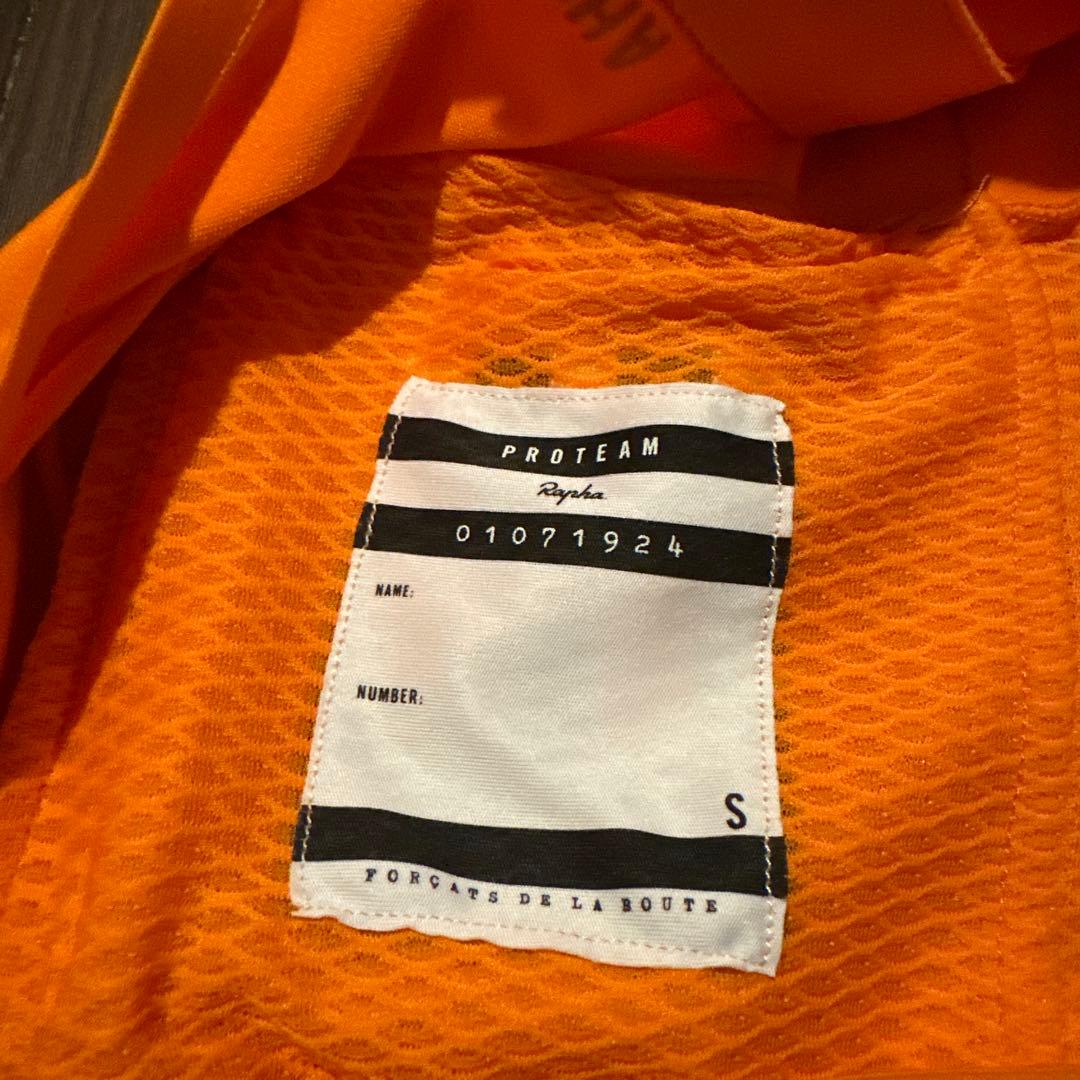 PROTEAM
Rapha
01071924
NAME:
NUMBER:
S
FORÇATS DE LA ROUTE